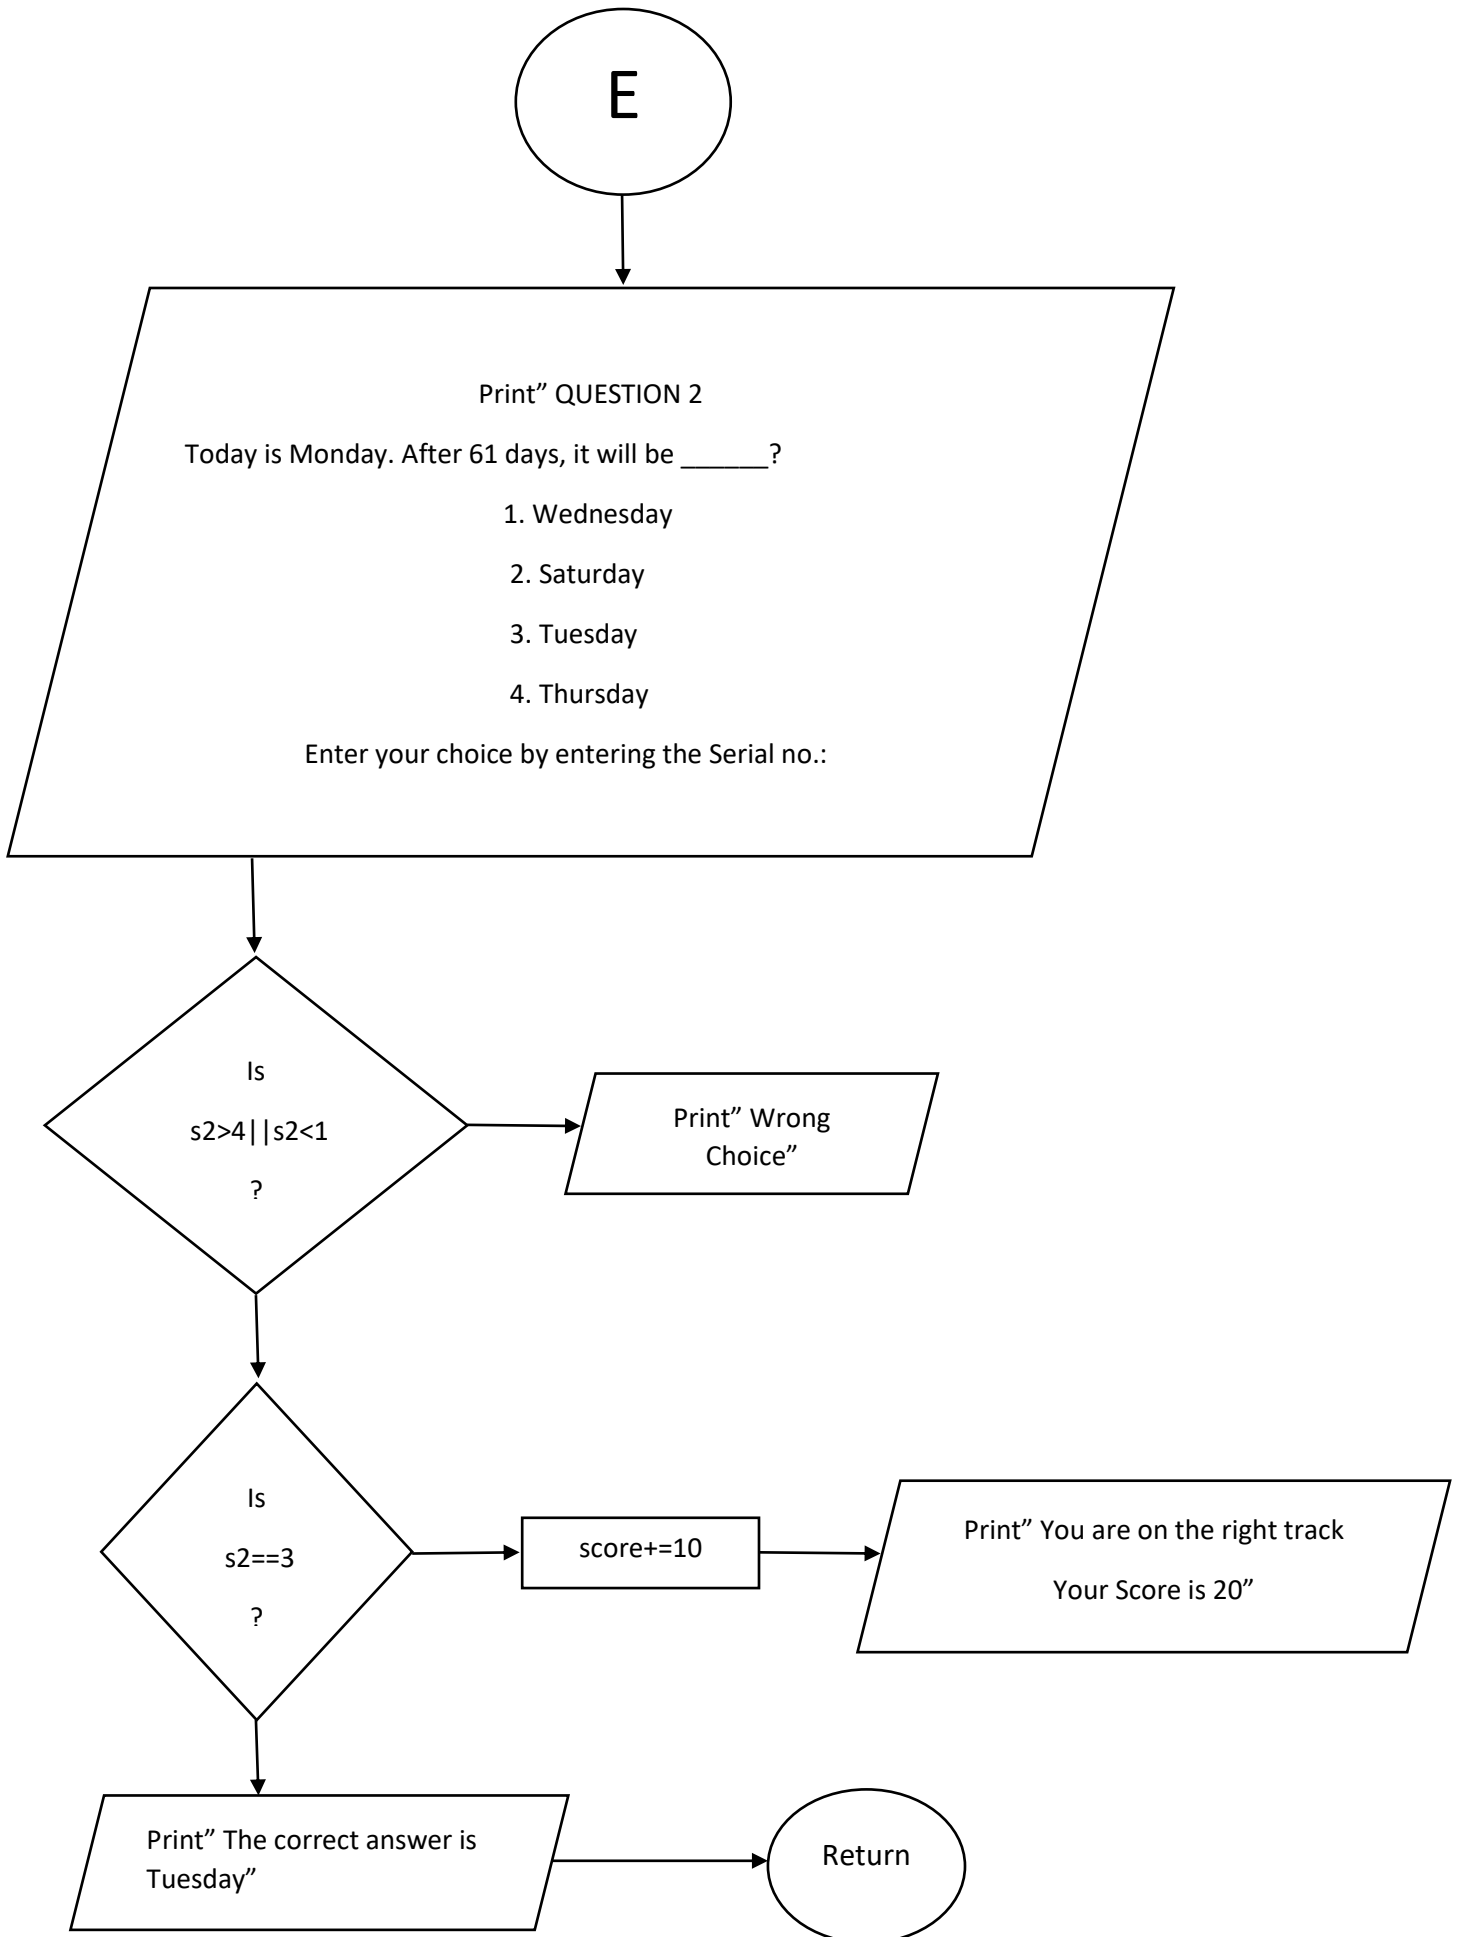 E
Print” QUESTION 2
Today is Monday. After 61 days, it will be ______?
1. Wednesday
2. Saturday
3. Tuesday
4. Thursday
Enter your choice by entering the Serial no.:
Is
s2>4||s2<1
?
Print” Wrong
Choice”
Is
s2==3
?
score+=10
Print” You are on the right track
Your Score is 20”
Print” The correct answer is
Tuesday”
Return